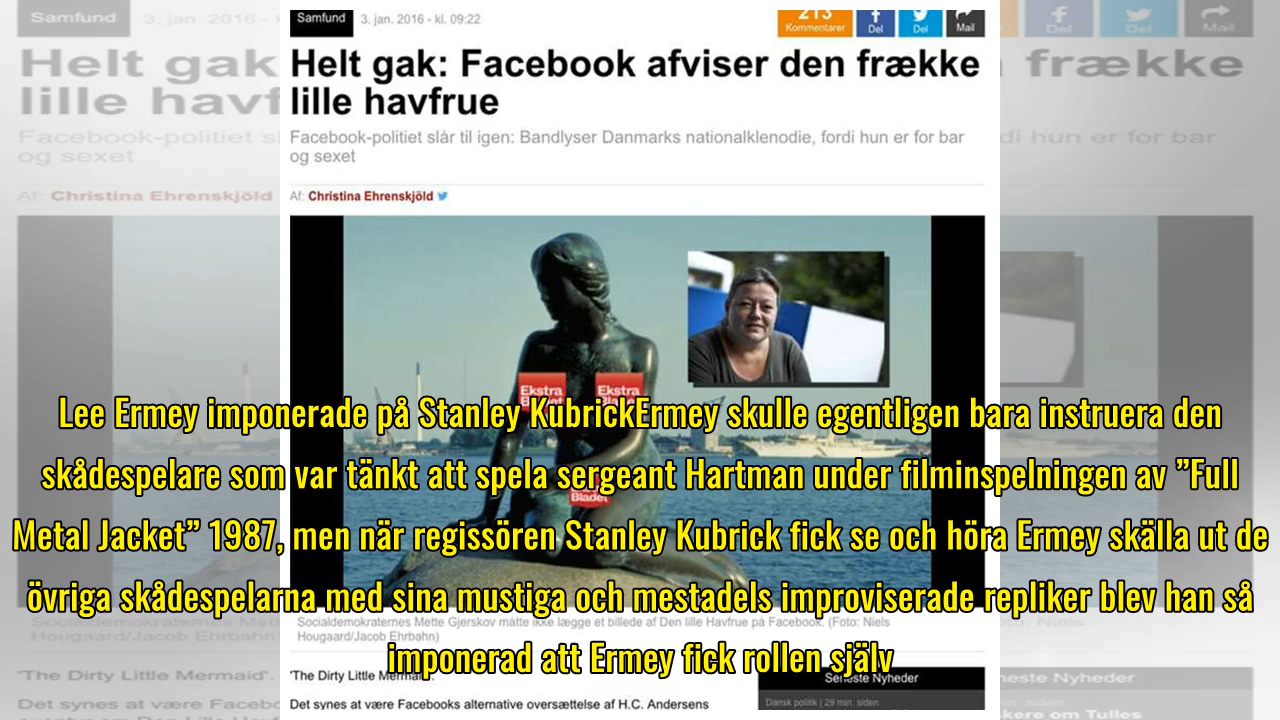 Samfund 3. jan. 2016 - kl. 09:22
213 Kommentarer
Del
Del
Mail
Helt gak: Facebook afviser den frække
lille havfrue
Facebook-politiet slår til igen: Bandlyser Danmarks nationalklenodie, fordi hun er for bar
og sexet
Af: Christina Ehrenskjöld
Ekstra
Ekstra
Bladet
Lee Ermey imponerade på Stanley KubrickErmey skulle egentligen bara instruera den
skådespelare som var tänkt att spela sergeant Hartman under filminspelningen av ”Full
Metal Jacket” 1987, men när regissören Stanley Kubrick fick se och höra Ermey skälla ut de
övriga skådespelarna med sina mustiga och mestadels improviserade repliker blev han så
imponerad att Ermey fick rollen själv
Socialdemokraternes Mette Gjerskov måtte ikke lægge et billede af Den lille Havfrue på Facebook. (Foto: Niels
Hougaard/Jacob Ehrbahn)
'The Dirty Little Mermaid'.
Det synes at være Facebooks alternative oversættelse af H.C. Andersens
Seneste Nyheder
Dansk politik | 29 min. siden